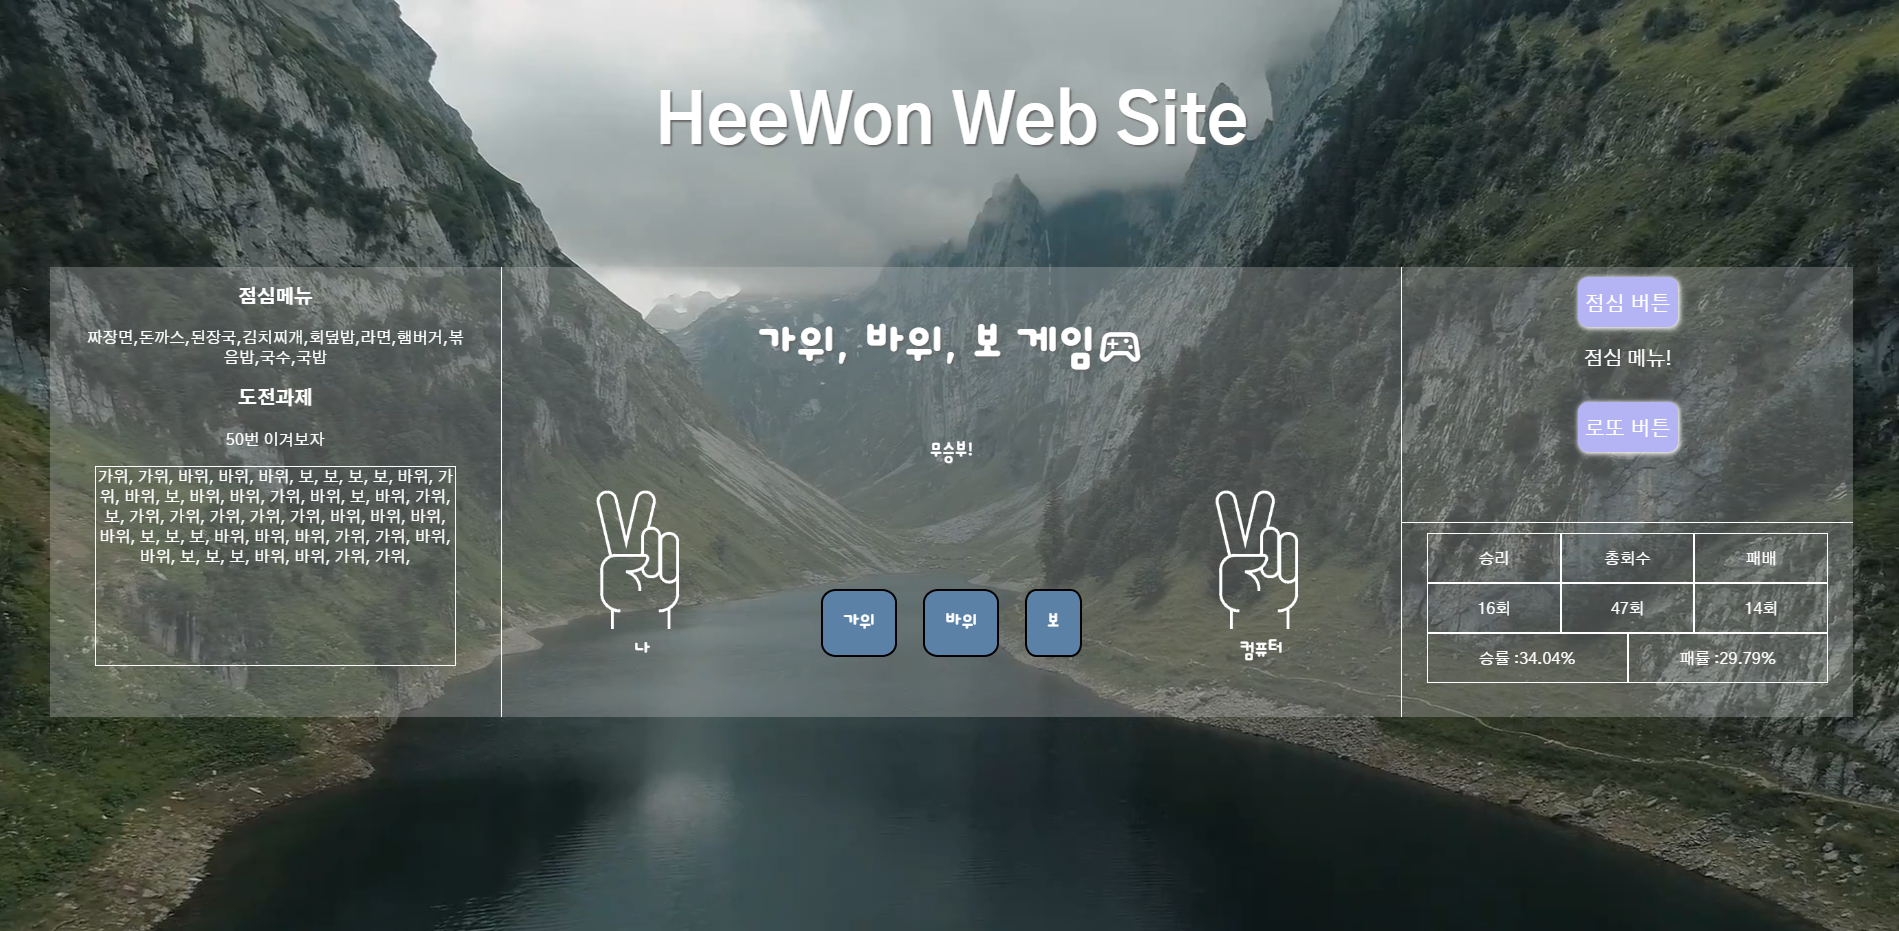 HeeWon Web Site
점심메뉴
짜장면,돈까스,된장국,김치찌개,회덮밥,라면,햄버거,볶
음밥,국수,국밥
도전과제
50번 이겨보자
가위, 가위, 바위, 바위, 바위, 보, 보, 보, 보, 바위, 가
위, 바위, 보, 바위, 바위, 가위, 바위, 보, 바위, 가위,
보, 가위, 가위, 가위, 가위, 가위, 바위, 바위, 바위,
바위, 보, 보, 보, 바위, 바위, 바위, 가위, 가위, 바위,
바위, 보, 보, 보, 바위, 바위, 가위, 가위,
가위, 바위, 보 게임
무승부!
나
가위
바위
보
컴퓨터
점심 버튼
점심 메뉴!
로또 버튼
승리 총회수 패배
16회 47회 14회
승률 :34.04% 패률 :29.79%